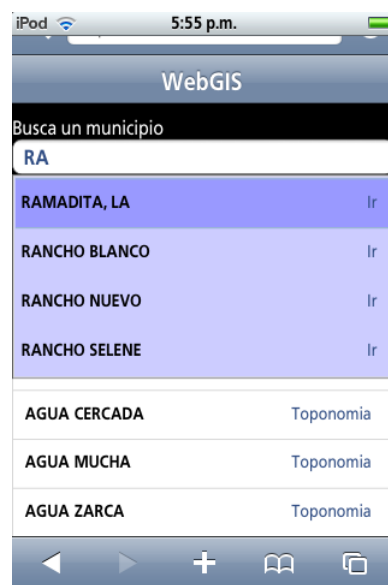 iPod 5:55 p.m.
WebGIS
Busca un municipio
RA
RAMADITA, LA Ir
RANCHO BLANCO Ir
RANCHO NUEVO Ir
RANCHO SELENE Ir
AGUA CERCADA Toponomia
AGUA MUCHA Toponomia
AGUA ZARCA Toponomia